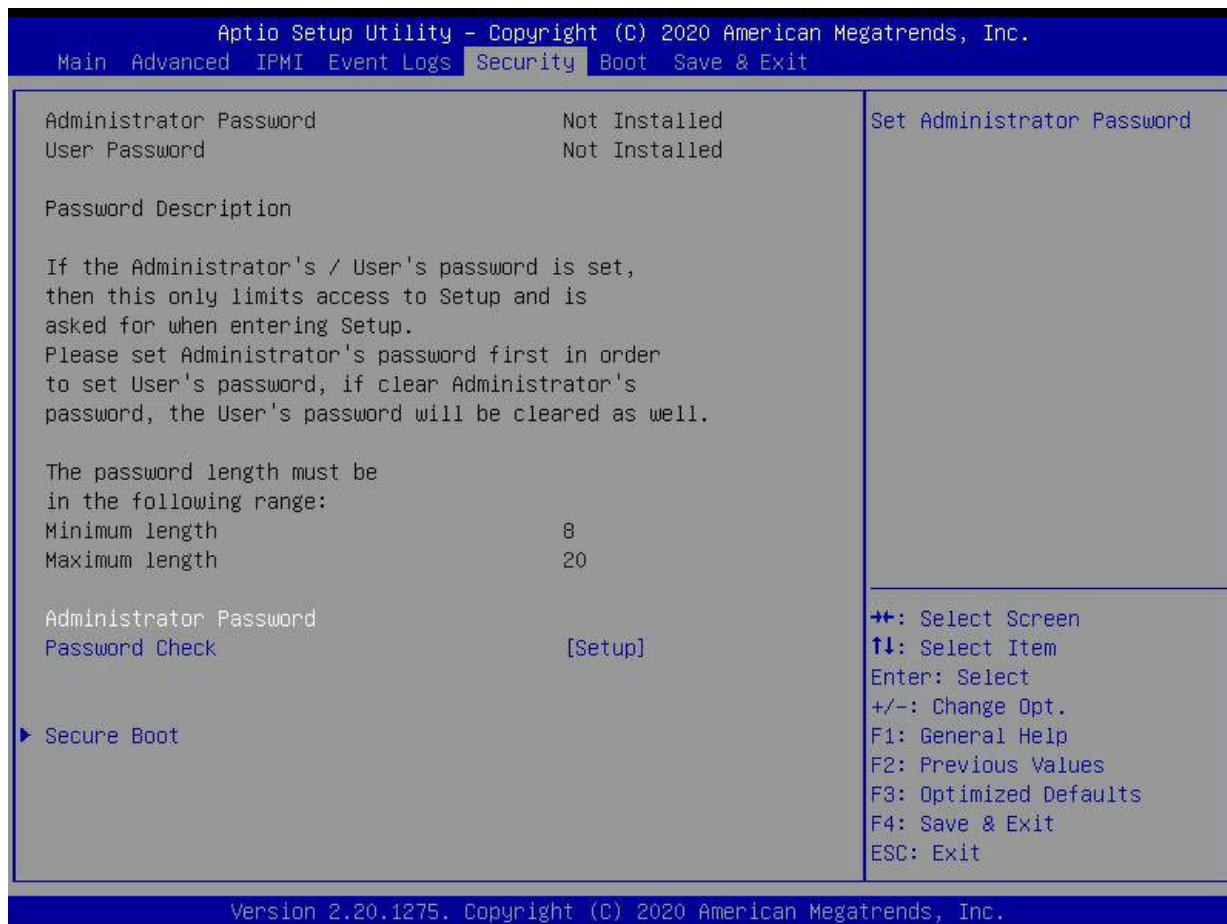 Aptio Setup Utility – Copyright (C) 2020 American Megatrends, Inc.
Main Advanced IPMI Event Logs Security Boot Save & Exit
Administrator Password Not Installed
User Password Not Installed
Password Description
If the Administrator's / User's password is set,
then this only limits access to Setup and is
asked for when entering Setup.
Please set Administrator's password first in order
to set User's password, if clear Administrator's
password, the User's password will be cleared as well.
The password length must be
in the following range:
Minimum length 8
Maximum length 20
Administrator Password
Password Check [Setup]
▶ Secure Boot
Set Administrator Password
→←: Select Screen
↑↓: Select Item
Enter: Select
+/-: Change Opt.
F1: General Help
F2: Previous Values
F3: Optimized Defaults
F4: Save & Exit
ESC: Exit
Version 2.20.1275. Copyright (C) 2020 American Megatrends, Inc.